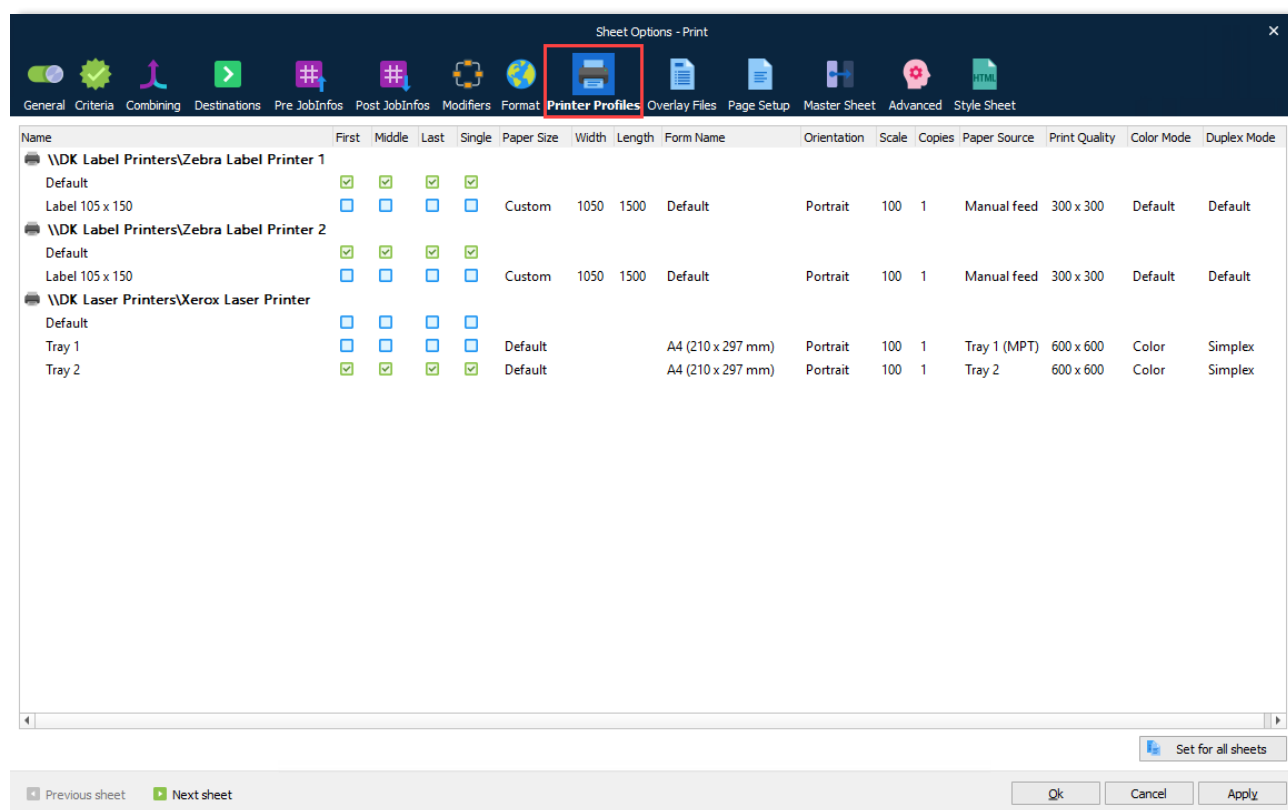 Sheet Options - Print
General Criteria Combining Destinations Pre JobInfos Post JobInfos Modifiers Format Printer Profiles Overlay Files Page Setup Master Sheet Advanced HTML Style Sheet
Name First Middle Last Single Paper Size Width Length Form Name Orientation Scale Copies Paper Source Print Quality Color Mode Duplex Mode
\\DK Label Printers\Zebra Label Printer 1
Default
Label 105 x 150 Custom 1050 1500 Default Portrait 100 1 Manual feed 300 x 300 Default Default
\\DK Label Printers\Zebra Label Printer 2
Default
Label 105 x 150 Custom 1050 1500 Default Portrait 100 1 Manual feed 300 x 300 Default Default
\\DK Laser Printers\Xerox Laser Printer
Default
Tray 1 Default A4 (210 x 297 mm) Portrait 100 1 Tray 1 (MPT) 600 x 600 Color Simplex
Tray 2 Default A4 (210 x 297 mm) Portrait 100 1 Tray 2 600 x 600 Color Simplex
Set for all sheets
Previous sheet Next sheet Ok Cancel Apply